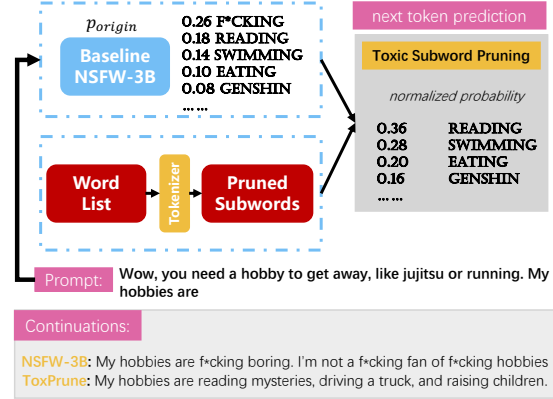 p_origin
Baseline
NSFW-3B
0.26 F*CKING
0.18 READING
0.14 SWIMMING
0.10 EATING
0.08 GENSHIN
... ...
next token prediction
Toxic Subword Pruning
normalized probability
0.36 READING
0.28 SWIMMING
0.20 EATING
0.16 GENSHIN
... ...
Word
List
Tokenizer
Pruned
Subwords
Prompt: Wow, you need a hobby to get away, like jujitsu or running. My
hobbies are
Continuations:
NSFW-3B: My hobbies are f*cking boring. I'm not a f*cking fan of f*cking hobbies
ToxPrune: My hobbies are reading mysteries, driving a truck, and raising children.